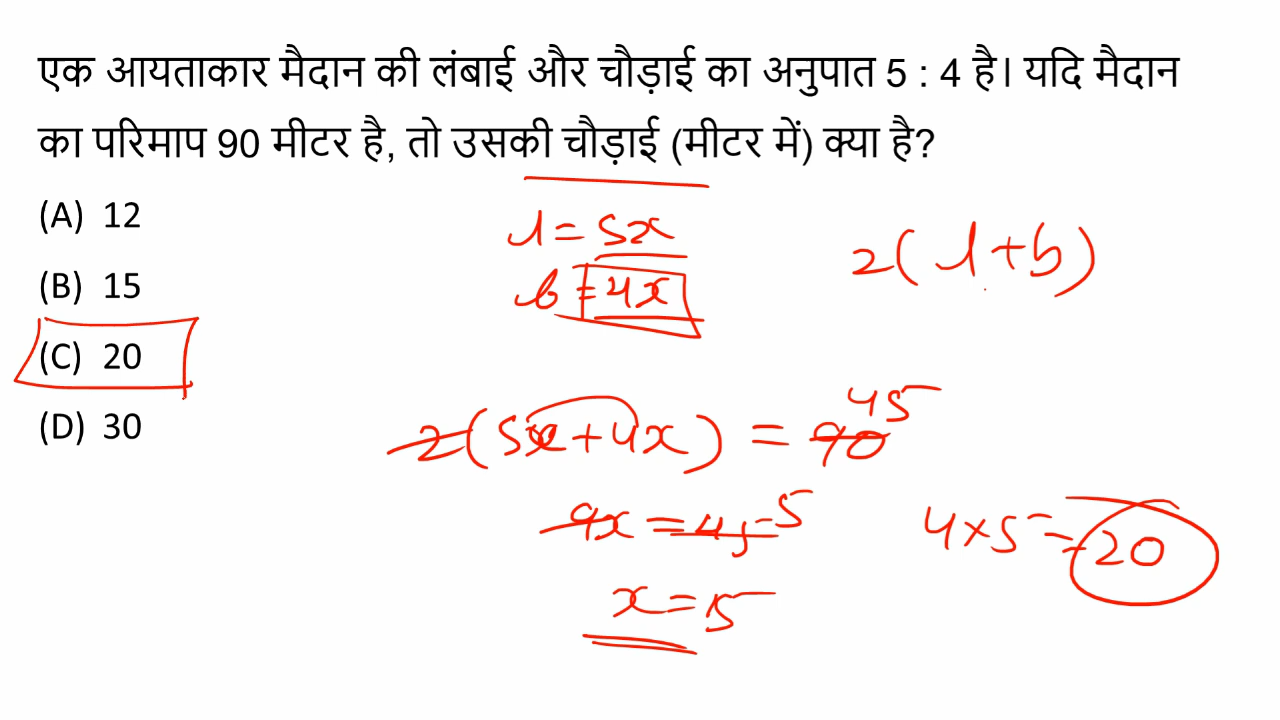 एक आयताकार मैदान की लंबाई और चौड़ाई का अनुपात 5 : 4 है। यदि मैदान
का परिमाप 90 मीटर है, तो उसकी चौड़ाई (मीटर में) क्या है?
(A) 12
(B) 15
(C) 20
(D) 30
l = 5x
b = 4x
2(l+b)
2(5x+4x) = 90
45
9x = 45
5
x = 5
4×5 = 20